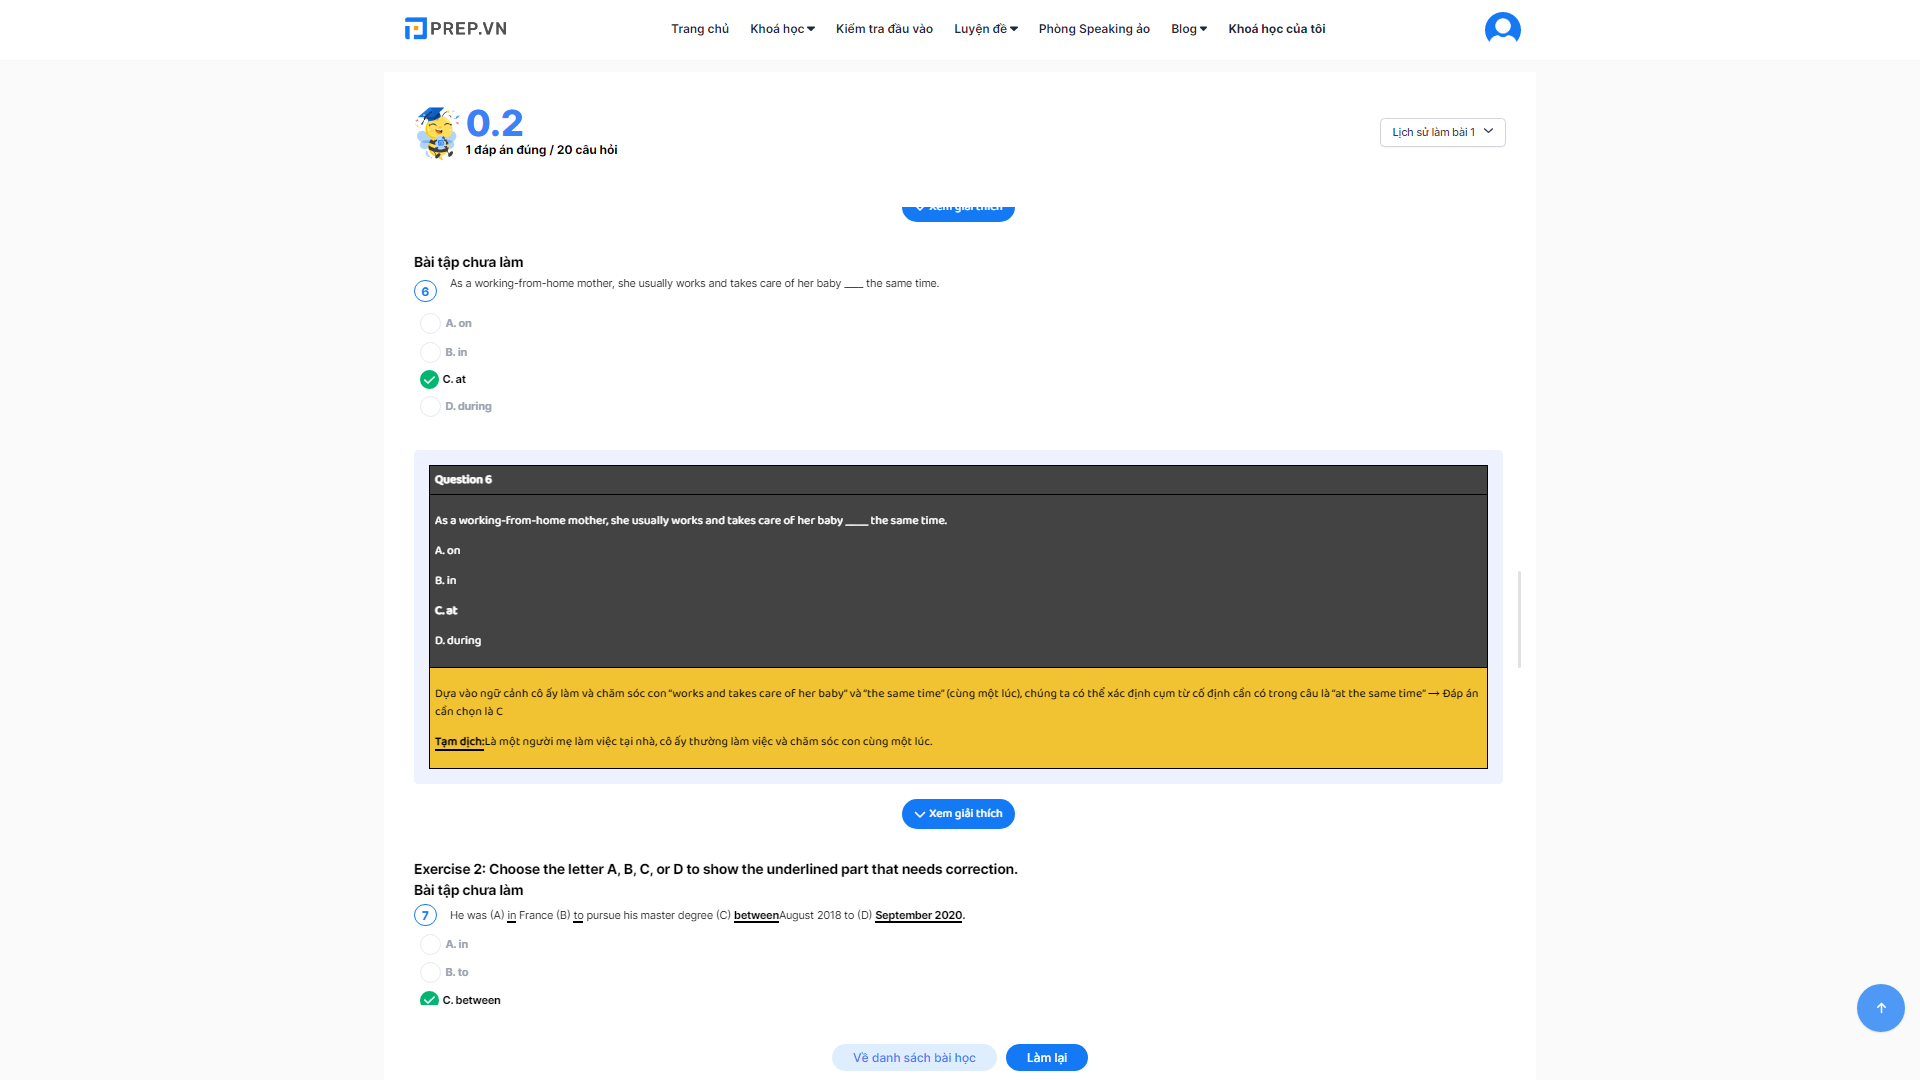 PREP.VN
Trang chủ Khoá học Kiểm tra đầu vào Luyện đề Phòng Speaking ảo Blog Khoá học của tôi
0.2
1 đáp án đúng / 20 câu hỏi
Lịch sử làm bài 1
Xem giải thích
Bài tập chưa làm
6 As a working-from-home mother, she usually works and takes care of her baby ____ the same time.
A. on
B. in
C. at
D. during
Question 6
As a working-from-home mother, she usually works and takes care of her baby ____ the same time.
A. on
B. in
C. at
D. during
Dựa vào ngữ cảnh cô ấy làm và chăm sóc con “works and takes care of her baby” và “the same time” (cùng một lúc), chúng ta có thể xác định cụm từ cố định cần có trong câu là “at the same time” → Đáp án
cần chọn là C
Tạm dịch:Là một người mẹ làm việc tại nhà, cô ấy thường làm việc và chăm sóc con cùng một lúc.
Xem giải thích
Exercise 2: Choose the letter A, B, C, or D to show the underlined part that needs correction.
Bài tập chưa làm
7 He was (A) in France (B) to pursue his master degree (C) betweenAugust 2018 to (D) September 2020.
A. in
B. to
C. between
Về danh sách bài học Làm lại